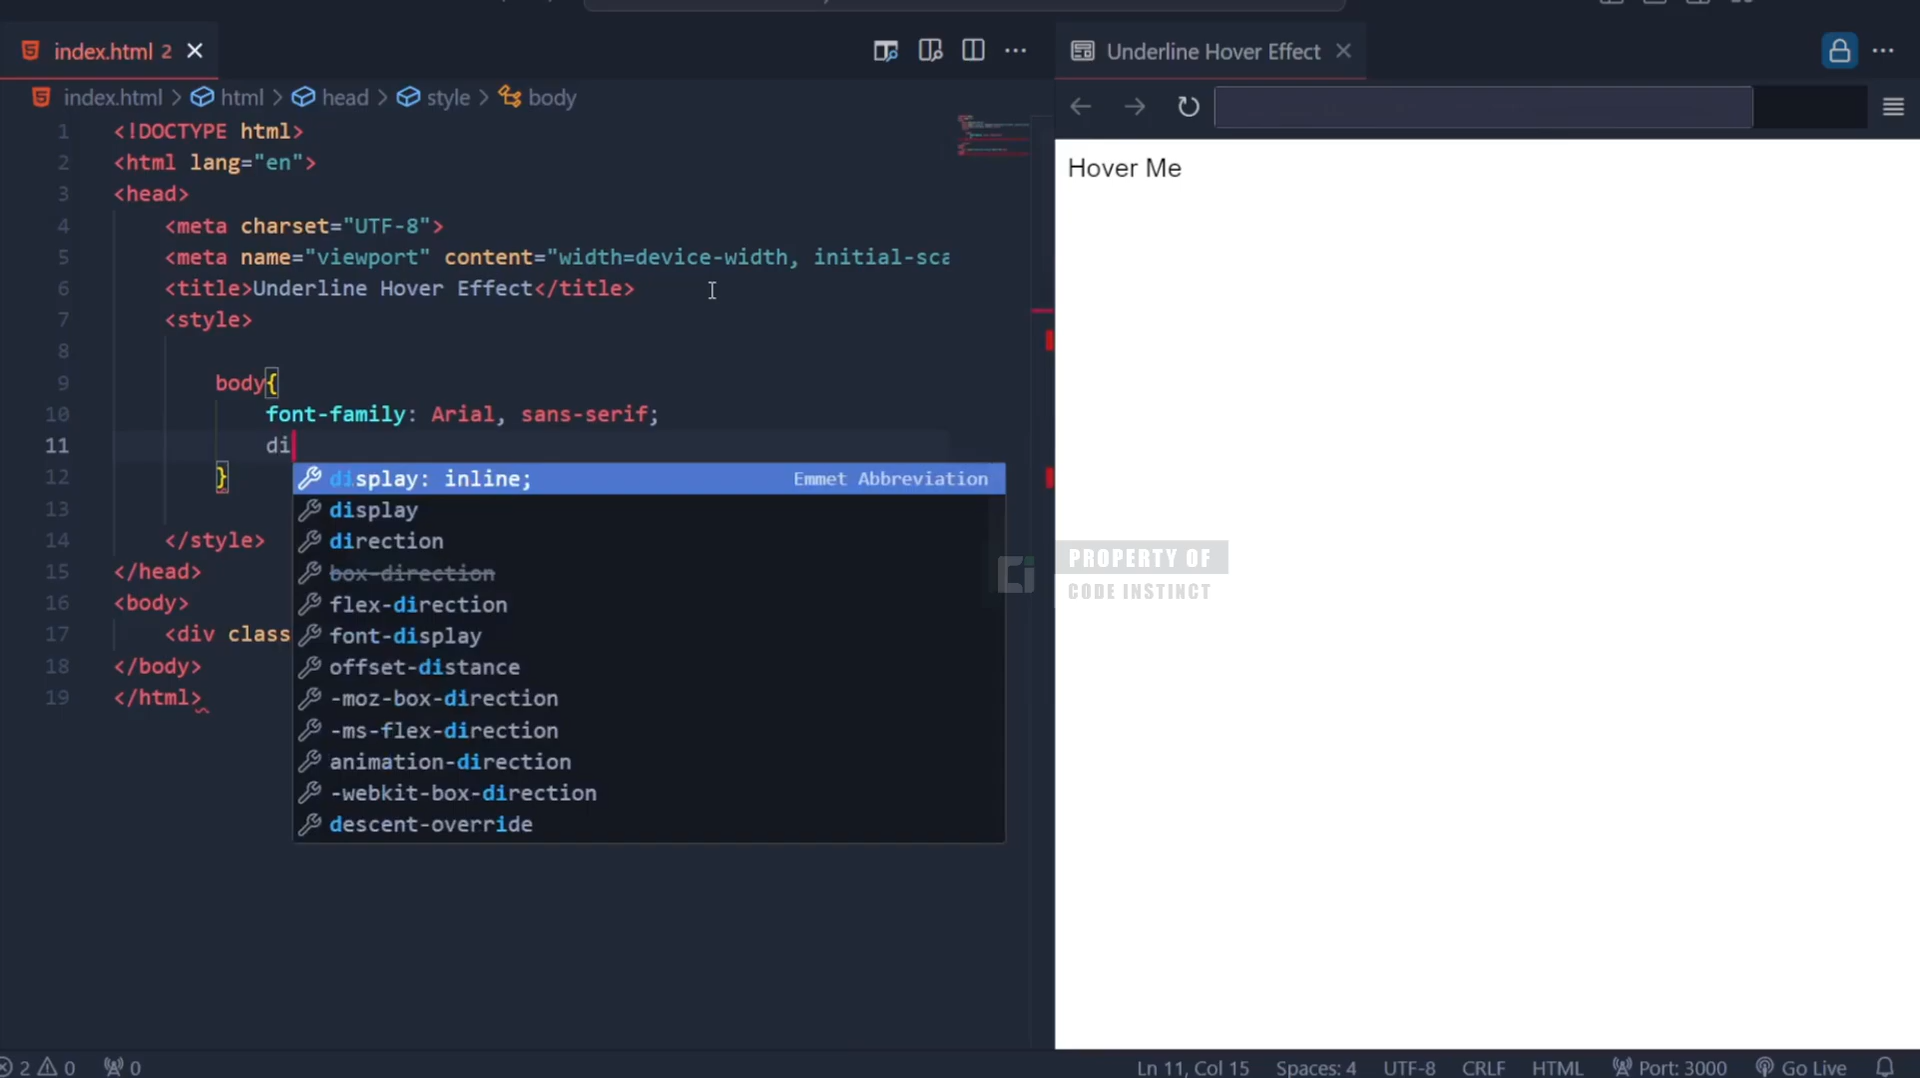 index.html 2
Underline Hover Effect
index.html > html > head > style > body
1 <!DOCTYPE html>
2 <html lang="en">
3 <head>
4 <meta charset="UTF-8">
5 <meta name="viewport" content="width=device-width, initial-sca
6 <title>Underline Hover Effect</title>
7 <style>
8
9 body{
10 font-family: Arial, sans-serif;
11 di
12 }
13
14 </style>
15 </head>
16 <body>
17 <div class
18 </body>
19 </html>
display: inline; Emmet Abbreviation
display
direction
box-direction
flex-direction
font-display
offset-distance
-moz-box-direction
-ms-flex-direction
animation-direction
-webkit-box-direction
descent-override
Hover Me
PROPERTY OF
CODE INSTINCT
2 0 0 Ln 11, Col 15 Spaces: 4 UTF-8 CRLF HTML Port: 3000 Go Live